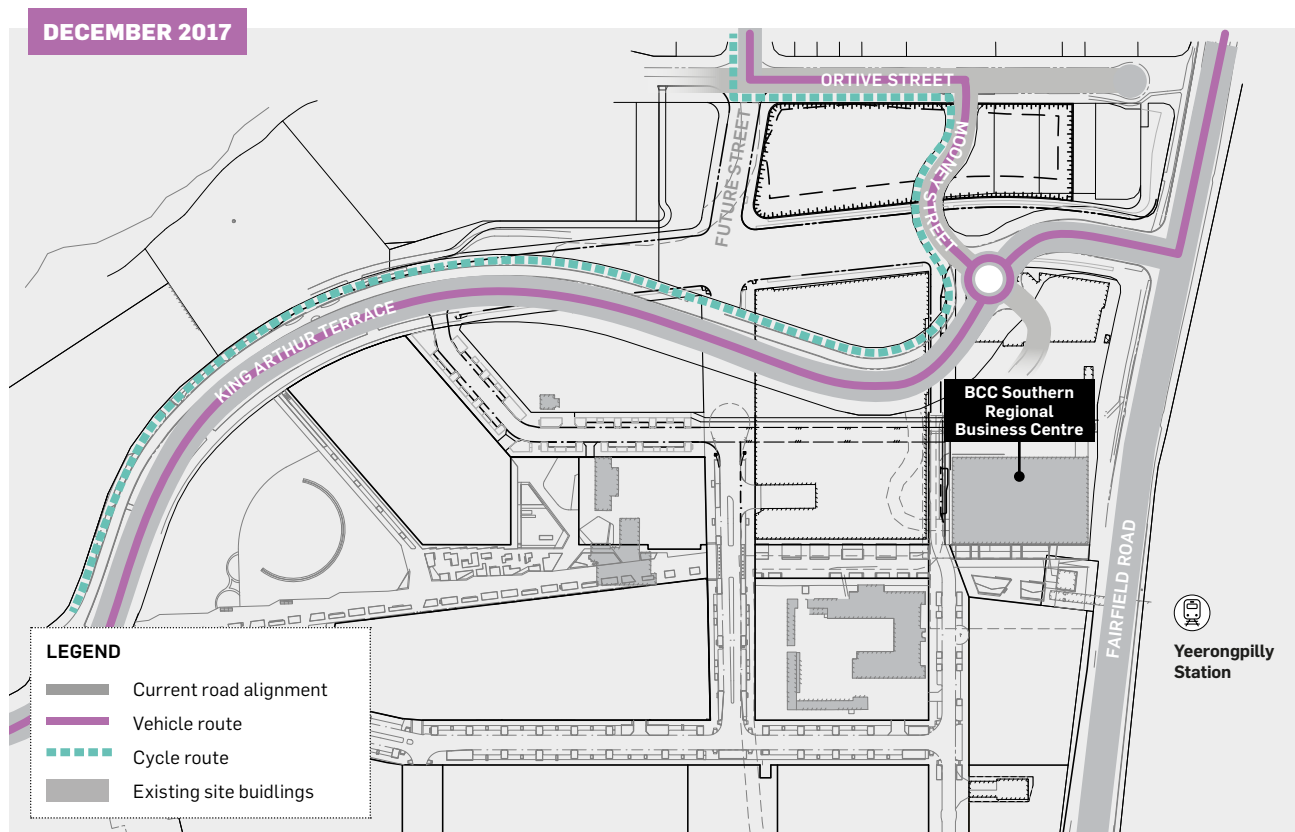 DECEMBER 2017
ORTIVE STREET
MOONEY STREET
FUTURE STREET
KING ARTHUR TERRACE
BCC Southern
Regional
Business Centre
FAIRFIELD ROAD
Yeerongpilly
Station
LEGEND
Current road alignment
Vehicle route
Cycle route
Existing site buidlings